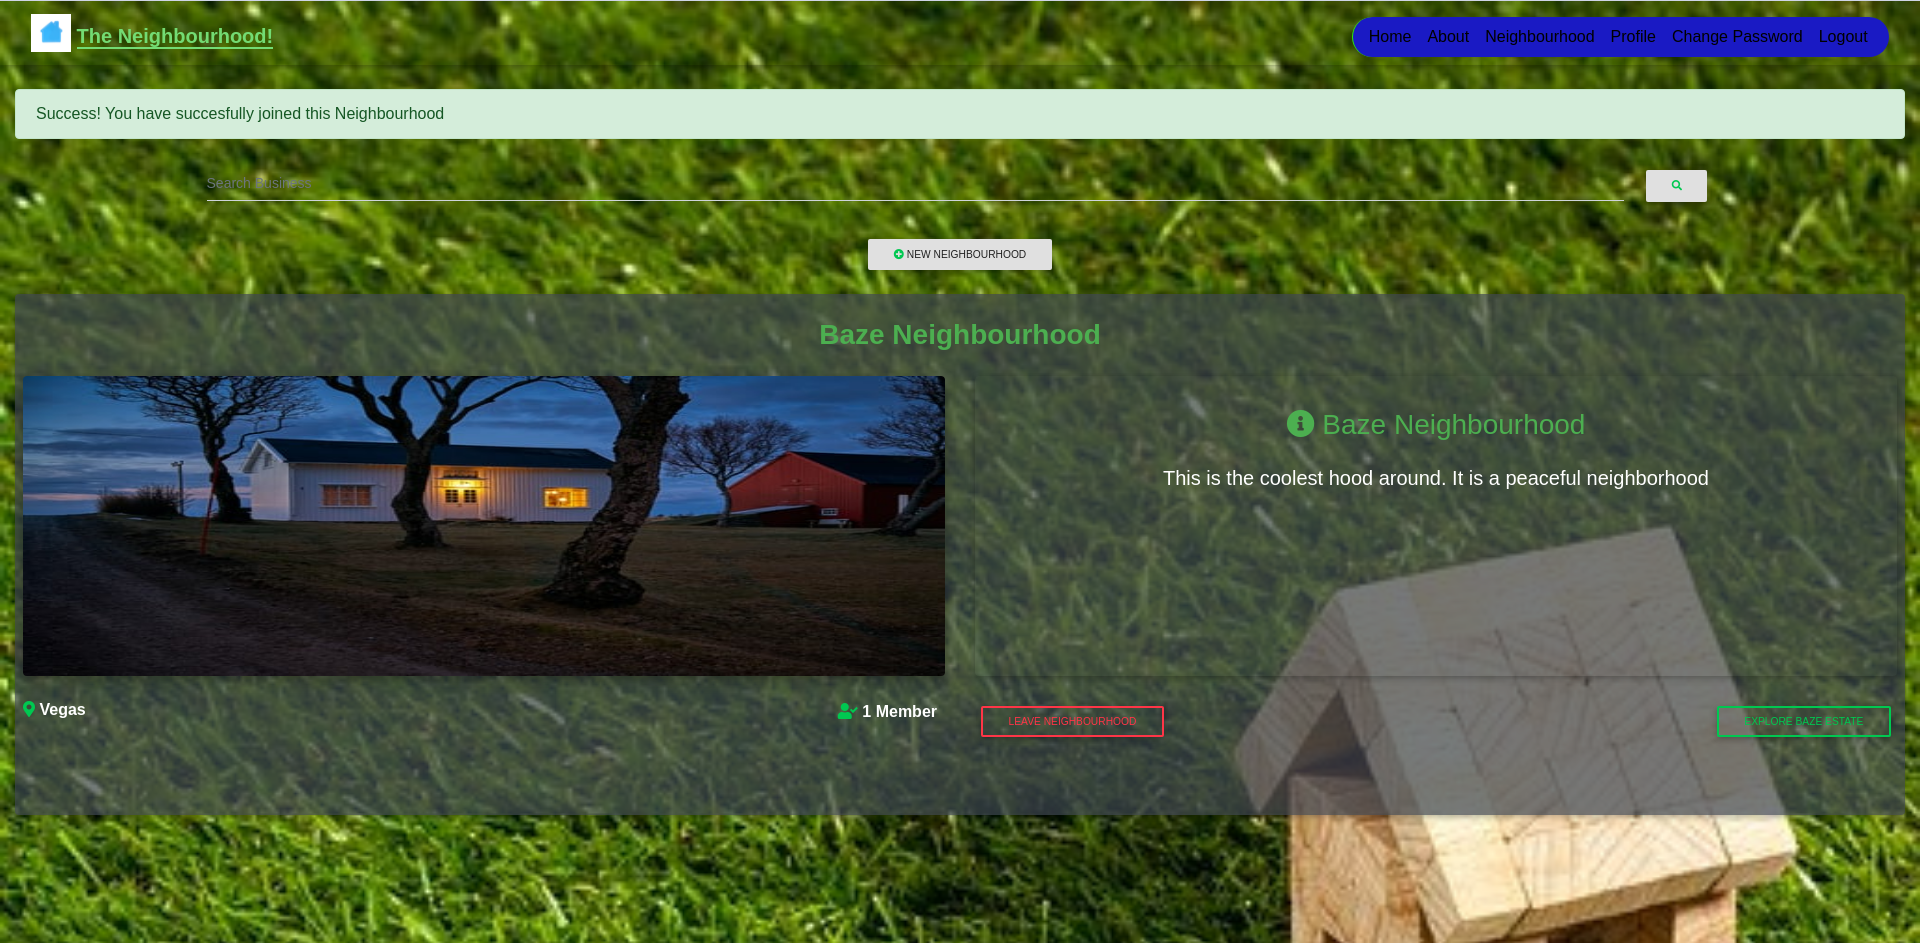 The Neighbourhood!
Home About Neighbourhood Profile Change Password Logout
Success! You have succesfully joined this Neighbourhood
Search Business
NEW NEIGHBOURHOOD
Baze Neighbourhood
Baze Neighbourhood
This is the coolest hood around. It is a peaceful neighborhood
Vegas
1 Member
LEAVE NEIGHBOURHOOD
EXPLORE BAZE ESTATE